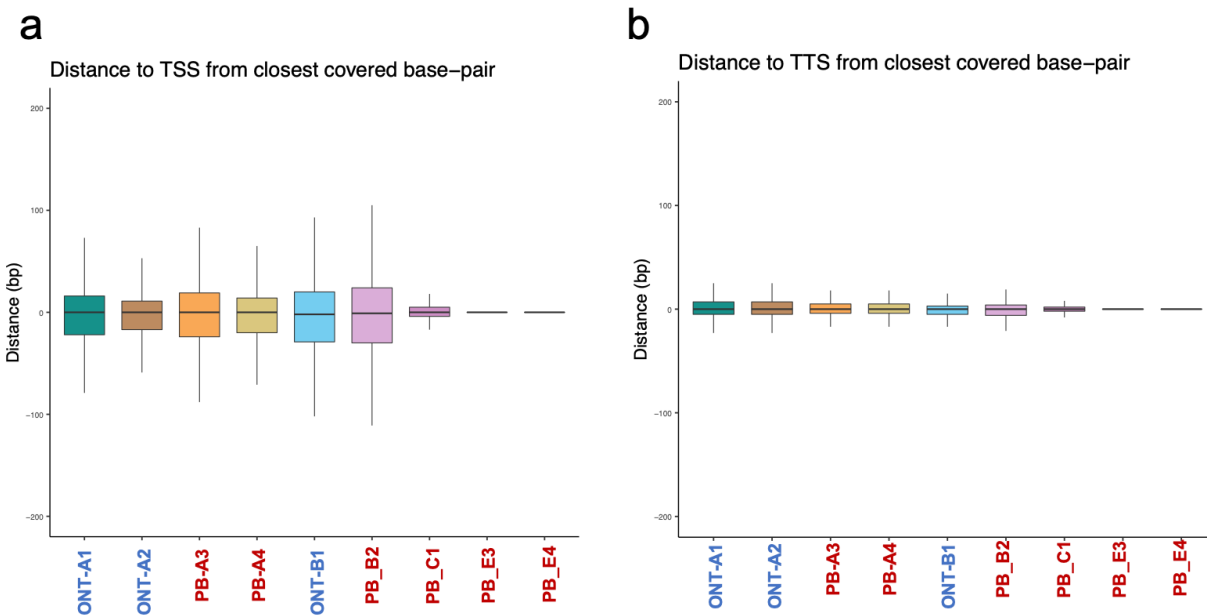 a
Distance to TSS from closest covered base-pair
Distance (bp)
200
100
0
-100
-200
ONT-A1
ONT-A2
PB-A3
PB-A4
ONT-B1
PB_B2
PB_C1
PB_E3
PB_E4
b
Distance to TTS from closest covered base-pair
Distance (bp)
200
100
0
-100
-200
ONT-A1
ONT-A2
PB-A3
PB-A4
ONT-B1
PB_B2
PB_C1
PB_E3
PB_E4